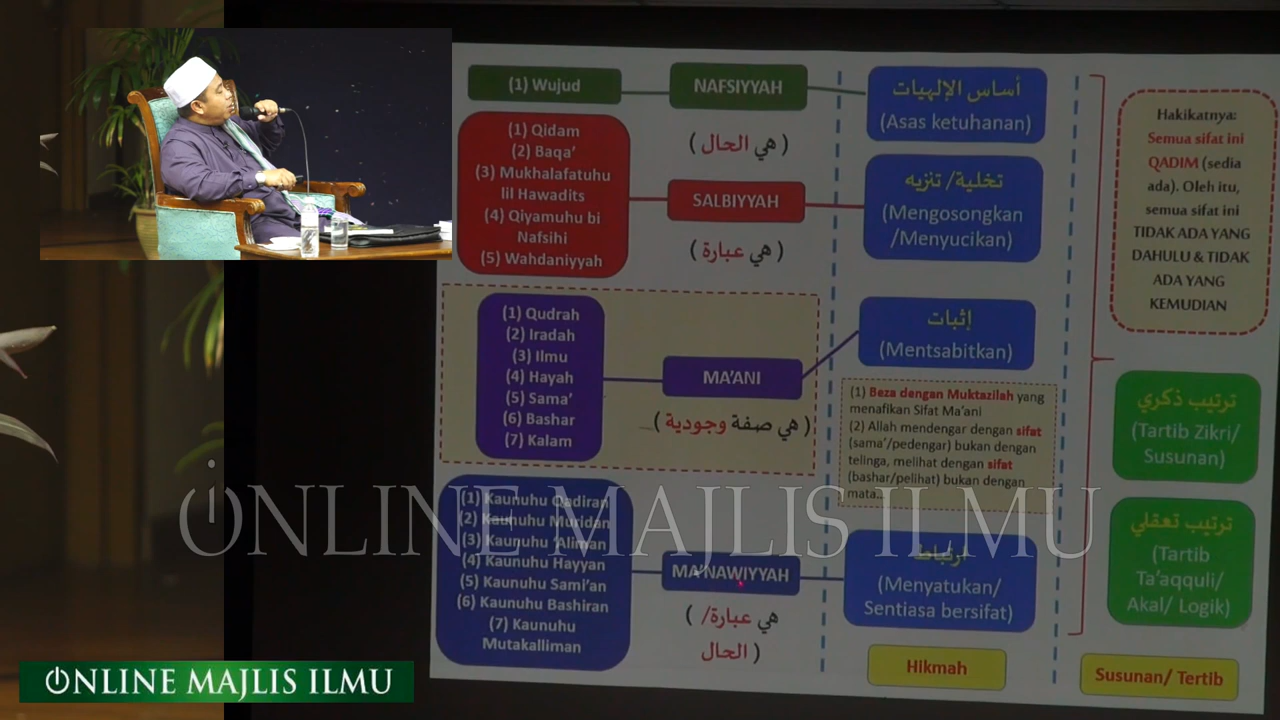 (1) Wujud
NAFSIYYAH
( هي الحال )
أساس الإلهيات
(Asas ketuhanan)
(1) Qidam
(2) Baqa'
(3) Mukhalafatuhu
lil Hawadits
(4) Qiyamuhu bi
Nafsihi
(5) Wahdaniyyah
SALBIYYAH
( هي عبارة )
تخلية/ تنزيه
(Mengosongkan
/Menyucikan)
(1) Qudrah
(2) Iradah
(3) Ilmu
(4) Hayah
(5) Sama'
(6) Bashar
(7) Kalam
MA'ANI
( هي صفة وجودية )
إثبات
(Mentsabitkan)
(1) Beza dengan Muktazilah yang
menafikan Sifat Ma'ani
(2) Allah mendengar dengan sifat
(sama'/pedengar) bukan dengan
telinga, melihat dengan sifat
(bashar/pelihat) bukan dengan
mata..
(1) Kaunuhu Qadiran
(2) Kaunuhu Muridan
(3) Kaunuhu 'Aliman
(4) Kaunuhu Hayyan
(5) Kaunuhu Sami'an
(6) Kaunuhu Bashiran
(7) Kaunuhu
Mutakalliman
MA'NAWIYYAH
( هي عبارة/
الحال )
ارتباط
(Menyatukan/
Sentiasa bersifat)
Hikmah
Hakikatnya:
Semua sifat ini
QADIM (sedia
ada). Oleh itu,
semua sifat ini
TIDAK ADA YANG
DAHULU & TIDAK
ADA YANG
KEMUDIAN
ترتيب ذكري
(Tartib Zikri/
Susunan)
ترتيب تعقلي
(Tartib
Ta'aqquli/
Akal/ Logik)
Susunan/ Tertib
ONLINE MAJLIS ILMU
ONLINE MAJLIS ILMU